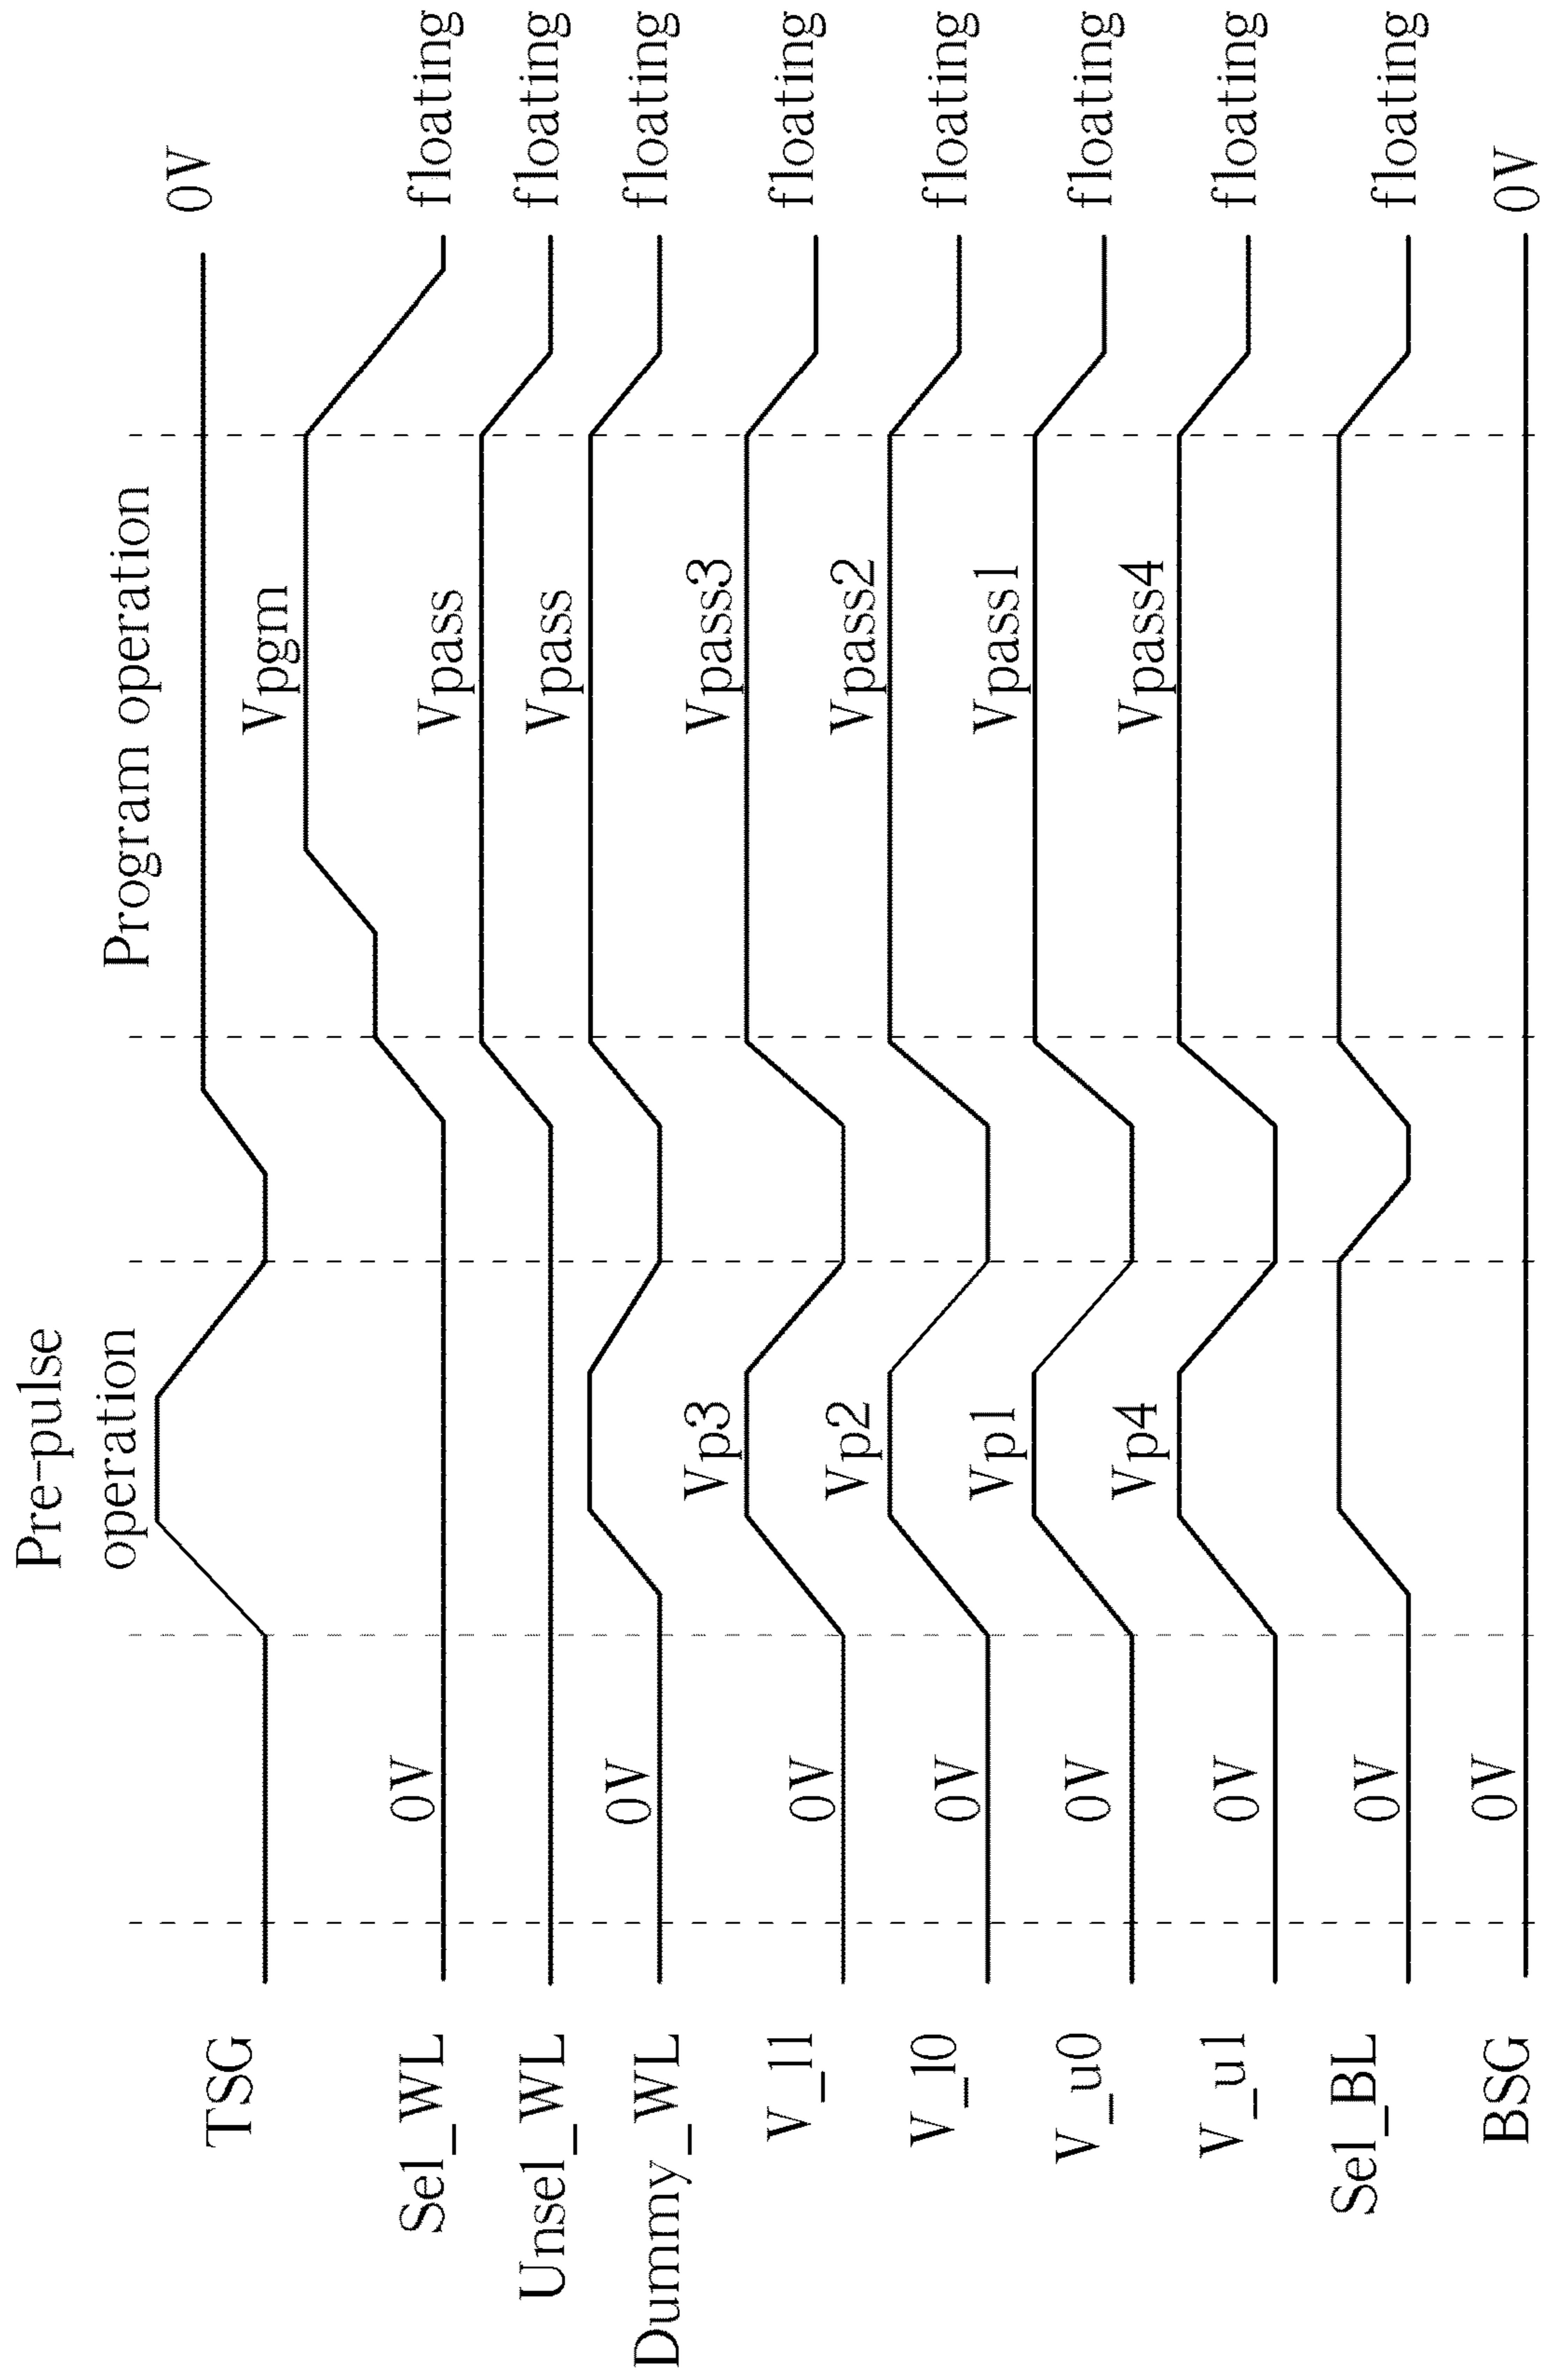 Pre-pulse
operation
Program operation
TSG
0V
Sel_WL
0V
Vpgm
floating
Unsel_WL
Vpass
floating
Dummy_WL
0V
Vpass
floating
V_l1
0V
Vp3
Vpass3
floating
V_l0
0V
Vp2
Vpass2
floating
V_u0
0V
Vp1
Vpass1
floating
V_u1
0V
Vp4
Vpass4
floating
Sel_BL
0V
floating
BSG
0V
0V